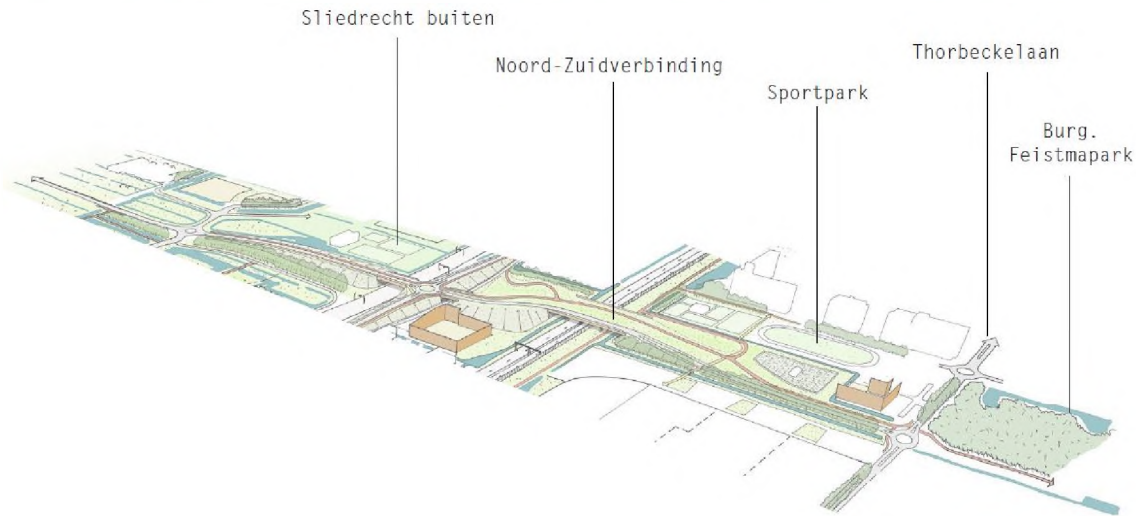 Sliedrecht buiten
Noord-Zuidverbinding
Sportpark
Thorbeckelaan
Burg.
Feistmapark